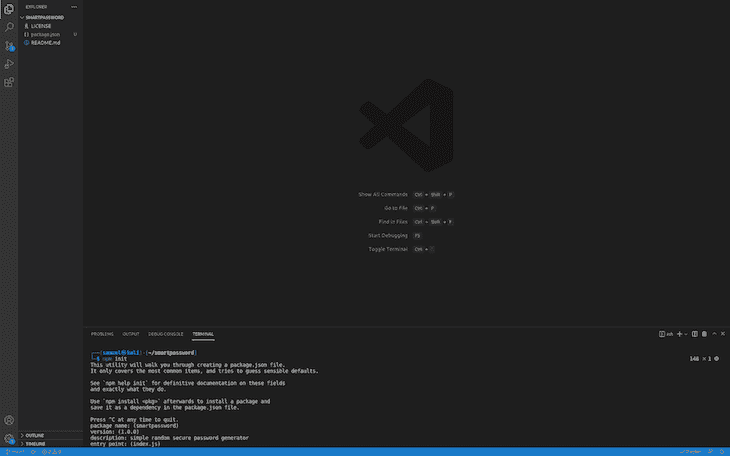 EXPLORER
SMARTPASSWORD
LICENSE
package.json U
README.md
Show All Commands Ctrl + Shift + P
Go to File Ctrl + P
Find in Files Ctrl + Shift + F
Start Debugging F5
Toggle Terminal Ctrl +
PROBLEMS OUTPUT DEBUG CONSOLE TERMINAL
zsh
(samuel㉿kali)-[~/smartpassword]
$ npm init
This utility will walk you through creating a package.json file.
It only covers the most common items, and tries to guess sensible defaults.
See `npm help init` for definitive documentation on these fields
and exactly what they do.
Use `npm install <pkg>` afterwards to install a package and
save it as a dependency in the package.json file.
Press ^C at any time to quit.
package name: (smartpassword)
version: (1.0.0)
description: simple random secure password generator
entry point: (index.js)
OUTLINE
TIMELINE